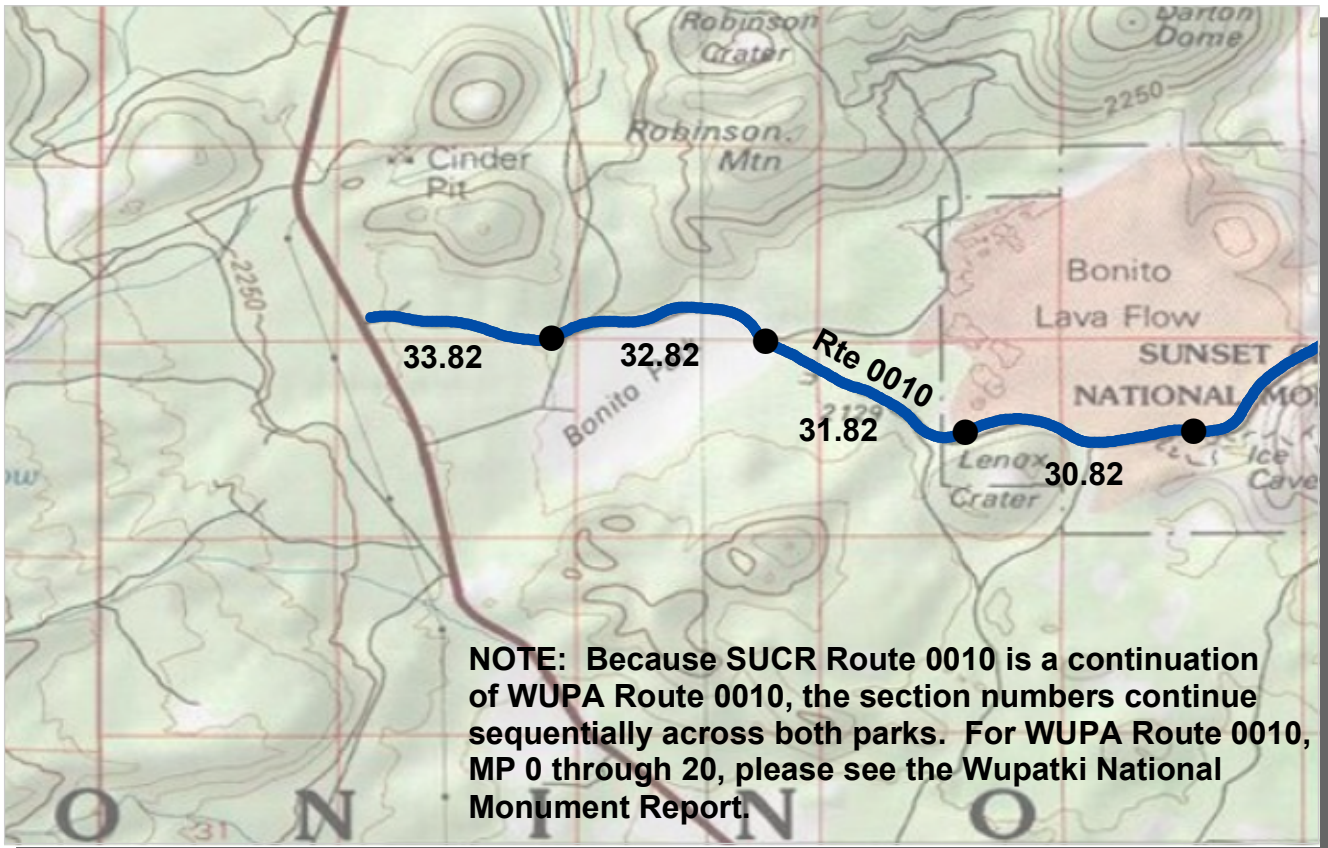 Robinson
Crater
Darton
Dome
2250
Robinson
Mtn
Cinder
Pit
2250
Bonito
Lava Flow
SUNSET
NATIONAL
33.82
32.82
Rte 0010
Bonito
31.82
2129
Lenox
Crater
30.82
Ice
Cave
NOTE: Because SUCR Route 0010 is a continuation
of WUPA Route 0010, the section numbers continue
sequentially across both parks. For WUPA Route 0010,
MP 0 through 20, please see the Wupatki National
Monument Report.
O N I N O
31